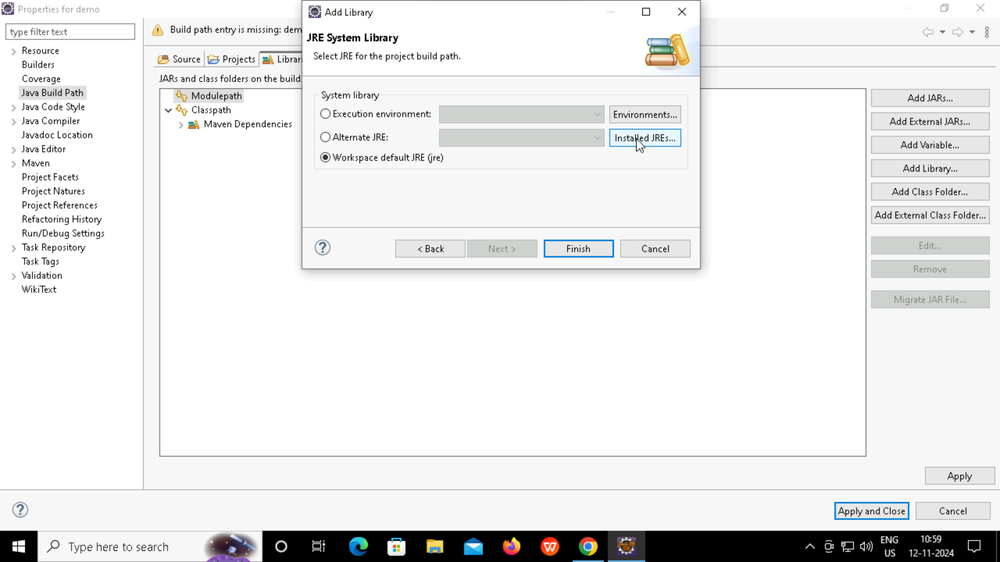 Properties for demo
type filter text
Resource
Builders
Coverage
Java Build Path
Java Code Style
Java Compiler
Javadoc Location
Java Editor
Maven
Project Facets
Project Natures
Project References
Refactoring History
Run/Debug Settings
Task Repository
Task Tags
Validation
WikiText
Build path entry is missing: dem
Source
Projects
Librari
JARs and class folders on the build
Modulepath
Classpath
Maven Dependencies
Add Library
JRE System Library
Select JRE for the project build path.
System library
Execution environment:
Environments...
Alternate JRE:
Installed JREs...
Workspace default JRE (jre)
< Back
Next >
Finish
Cancel
Add JARs...
Add External JARs...
Add Variable...
Add Library...
Add Class Folder...
Add External Class Folder...
Edit...
Remove
Migrate JAR File...
Apply
Apply and Close
Cancel
Type here to search
ENG
US
10:59
12-11-2024